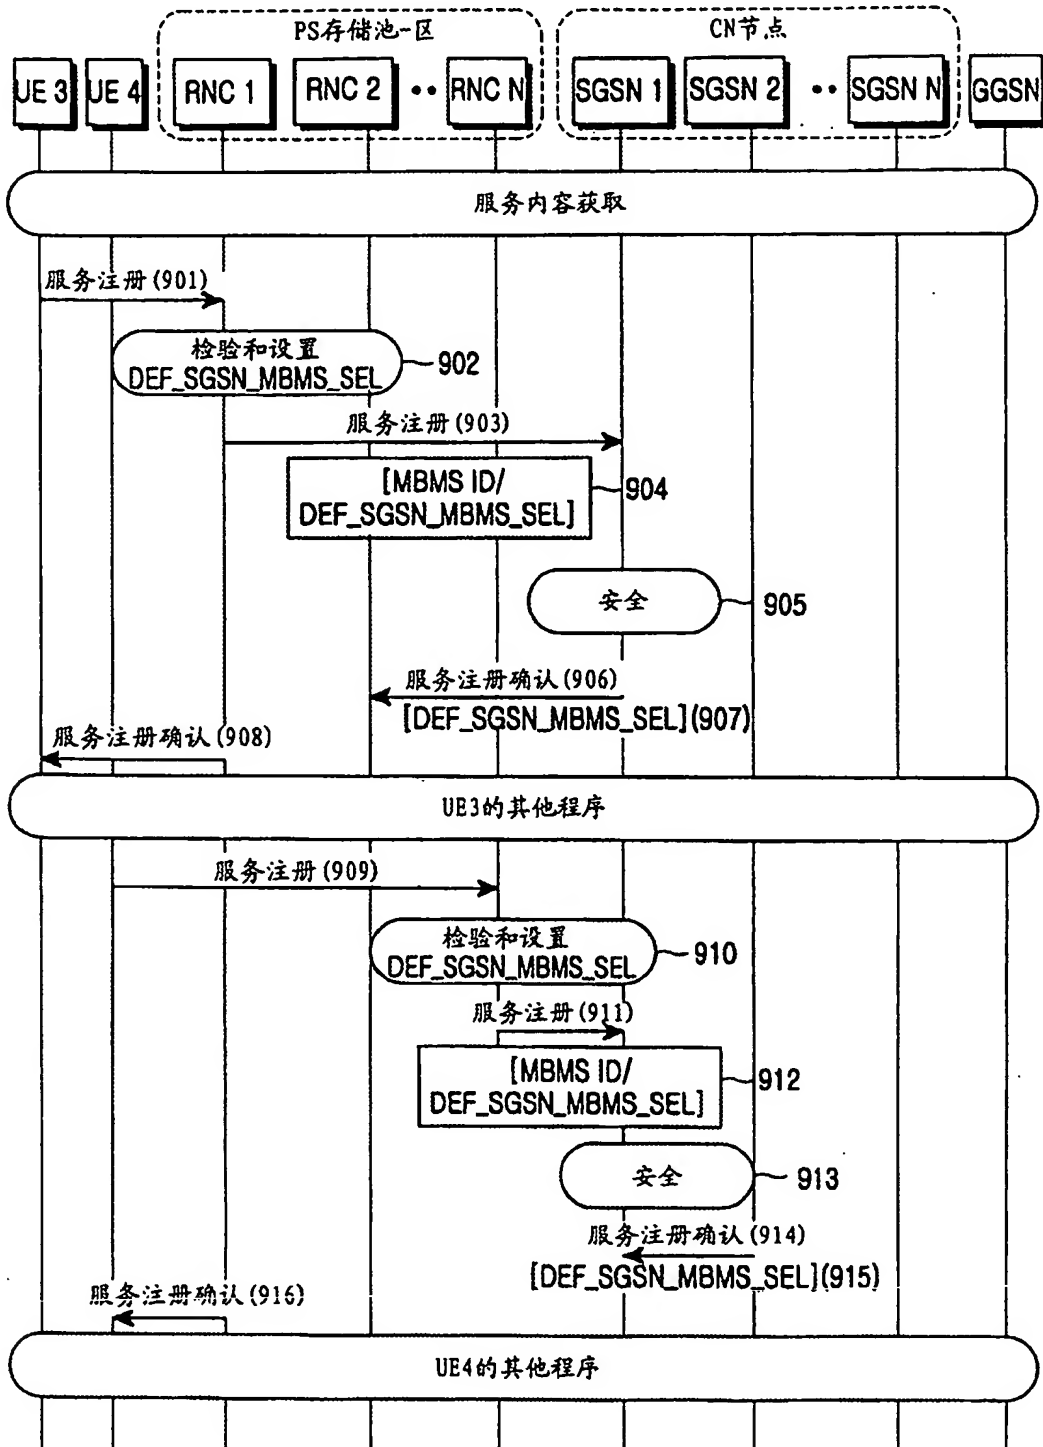 PS存储池-区
CN节点
UE 3
UE 4
RNC 1
RNC 2
••
RNC N
SGSN 1
SGSN 2
••
SGSN N
GGSN
服务内容获取
服务注册(901)
检验和设置
DEF_SGSN_MBMS_SEL
902
服务注册(903)
[MBMS ID/
DEF_SGSN_MBMS_SEL]
904
安全
905
服务注册确认(906)
[DEF_SGSN_MBMS_SEL](907)
服务注册确认(908)
UE3的其他程序
服务注册(909)
检验和设置
DEF_SGSN_MBMS_SEL
910
服务注册(911)
[MBMS ID/
DEF_SGSN_MBMS_SEL]
912
安全
913
服务注册确认(914)
[DEF_SGSN_MBMS_SEL](915)
服务注册确认(916)
UE4的其他程序